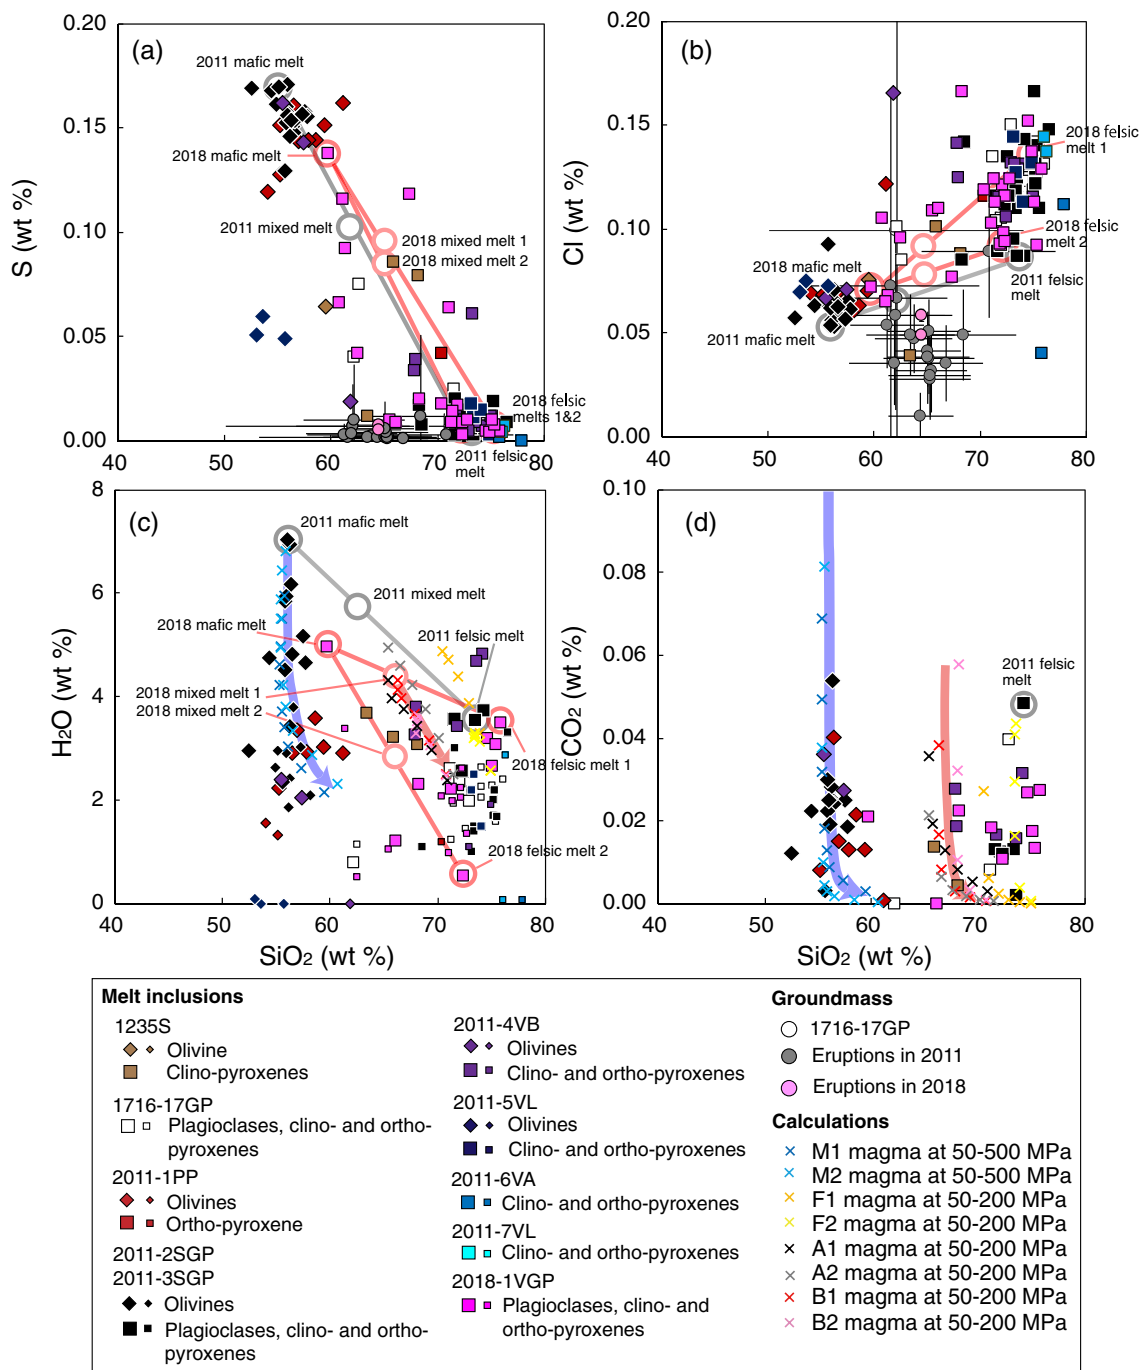 (a)
0.20
0.15
0.10
0.05
0.00
S (wt %)
40
50
60
70
80
2011 mafic melt
2018 mafic melt
2011 mixed melt
2018 mixed melt 1
2018 mixed melt 2
2018 felsic
melts 1&2
2011 felsic melt
(b)
0.20
0.15
0.10
0.05
0.00
Cl (wt %)
40
50
60
70
80
2018 felsic
melt 1
2018 felsic
melt 2
2018 mafic melt
2011 felsic
melt
2011 mafic melt
(c)
8
6
4
2
0
H2O (wt %)
40
50
60
70
80
SiO2 (wt %)
2011 mafic melt
2011 mixed melt
2018 mafic melt
2011 felsic melt
2018 mixed melt 1
2018 mixed melt 2
2018 felsic melt 1
2018 felsic melt 2
(d)
0.10
0.08
0.06
0.04
0.02
0.00
CO2 (wt %)
40
50
60
70
80
SiO2 (wt %)
2011 felsic
melt
Melt inclusions
1235S
Olivine
Clino-pyroxenes
1716-17GP
Plagioclases, clino- and ortho-
pyroxenes
2011-1PP
Olivines
Ortho-pyroxene
2011-2SGP
2011-3SGP
Olivines
Plagioclases, clino- and ortho-
pyroxenes
2011-4VB
Olivines
Clino- and ortho-pyroxenes
2011-5VL
Olivines
Clino- and ortho-pyroxenes
2011-6VA
Clino- and ortho-pyroxenes
2011-7VL
Clino- and ortho-pyroxenes
2018-1VGP
Plagioclases, clino- and
ortho-pyroxenes
Groundmass
1716-17GP
Eruptions in 2011
Eruptions in 2018
Calculations
M1 magma at 50-500 MPa
M2 magma at 50-500 MPa
F1 magma at 50-200 MPa
F2 magma at 50-200 MPa
A1 magma at 50-200 MPa
A2 magma at 50-200 MPa
B1 magma at 50-200 MPa
B2 magma at 50-200 MPa